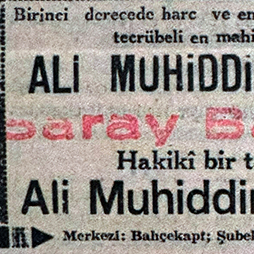 Birinci derecede harc ve en
tecrübeli en mahi
ALİ MUHİDDİ
Saray Ba
Hakikî bir t
Ali Muhiddin
Merkezi: Bahçekapı; Şubel